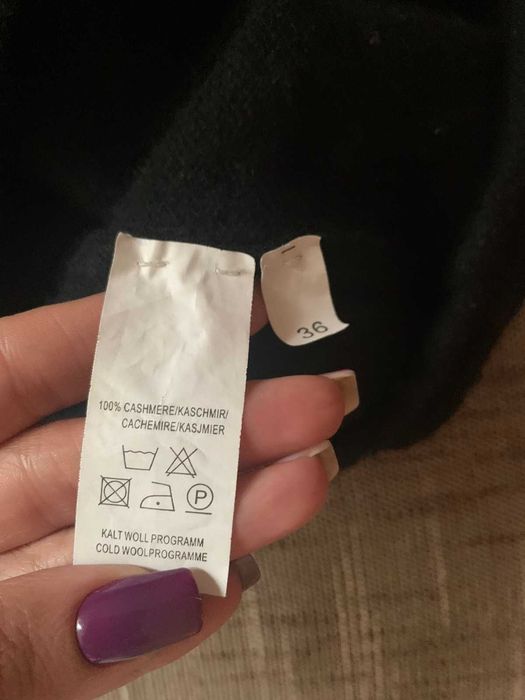 36
100% CASHMERE/KASCHMIR/
CACHEMIRE/KASJMIER
P
KALT WOLL PROGRAMM
COLD WOOLPROGRAMME